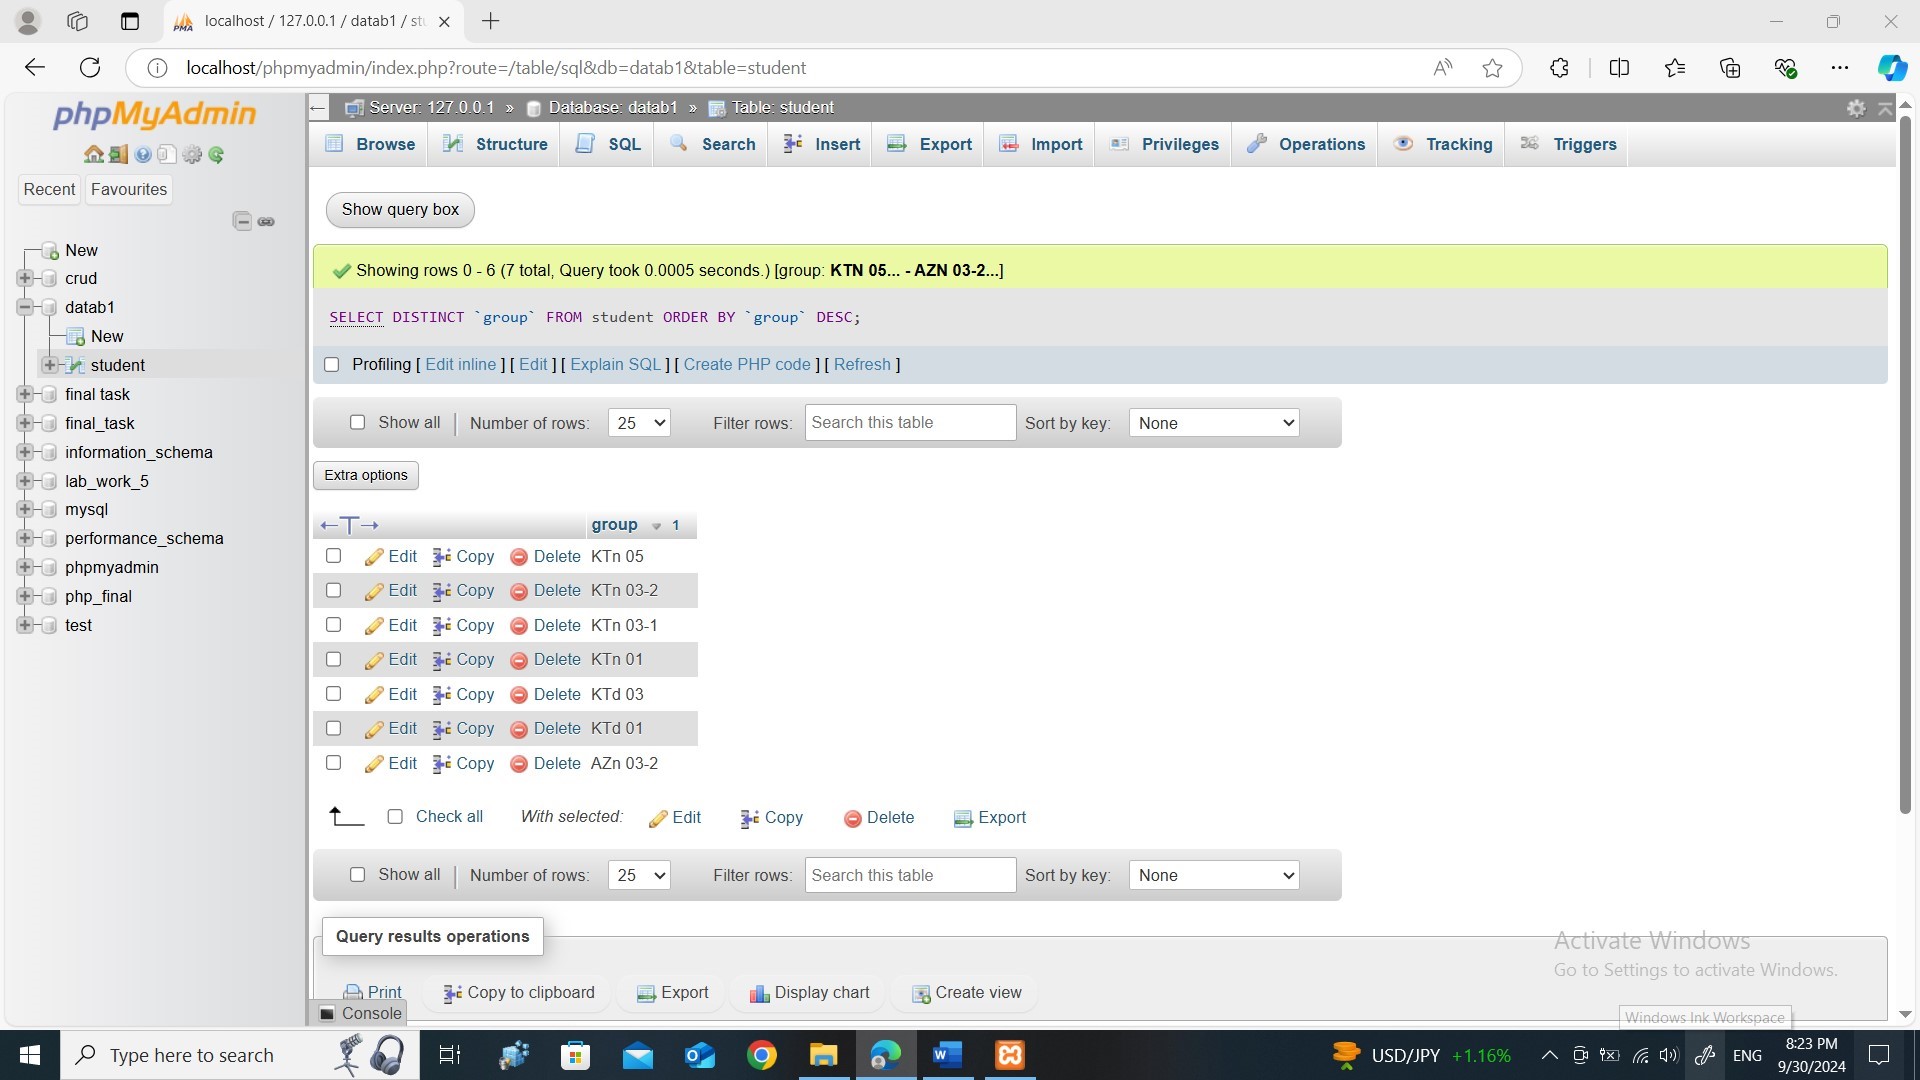 localhost / 127.0.0.1 / datab1 / stu
localhost/phpmyadmin/index.php?route=/table/sql&db=datab1&table=student
phpMyAdmin
Recent Favourites
New
crud
datab1
New
student
final task
final_task
information_schema
lab_work_5
mysql
performance_schema
phpmyadmin
php_final
test
Server: 127.0.0.1 » Database: datab1 » Table: student
Browse Structure SQL Search Insert Export Import Privileges Operations Tracking Triggers
Show query box
Showing rows 0 - 6 (7 total, Query took 0.0005 seconds.) [group: KTN 05... - AZN 03-2...]
SELECT DISTINCT `group` FROM student ORDER BY `group` DESC;
Profiling [ Edit inline ] [ Edit ] [ Explain SQL ] [ Create PHP code ] [ Refresh ]
Show all Number of rows: 25 Filter rows: Search this table Sort by key: None
Extra options
←T→ group 1
Edit Copy Delete KTn 05
Edit Copy Delete KTn 03-2
Edit Copy Delete KTn 03-1
Edit Copy Delete KTn 01
Edit Copy Delete KTd 03
Edit Copy Delete KTd 01
Edit Copy Delete AZn 03-2
Check all With selected: Edit Copy Delete Export
Show all Number of rows: 25 Filter rows: Search this table Sort by key: None
Query results operations
Print Copy to clipboard Export Display chart Create view
Console
Activate Windows
Go to Settings to activate Windows.
Windows Ink Workspace
Type here to search
USD/JPY +1.16%
ENG
8:23 PM
9/30/2024